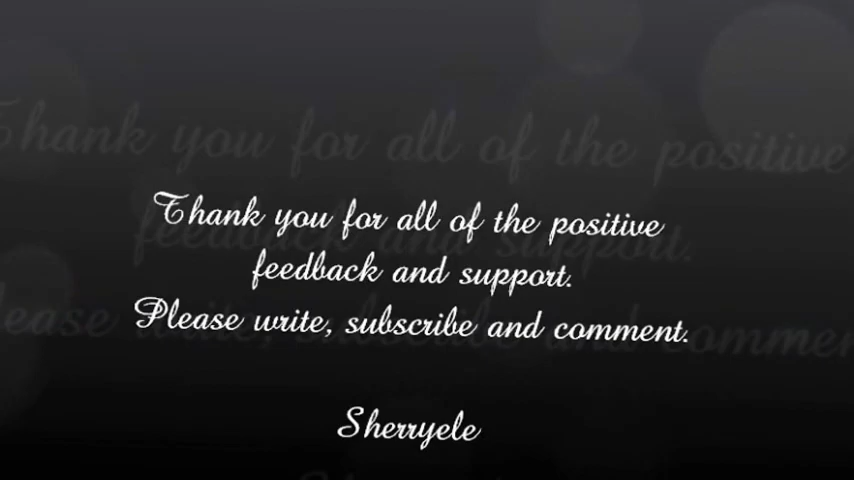 Thank you for all of the positive
feedback and support.
Please write, subscribe and comment.
Sherryele